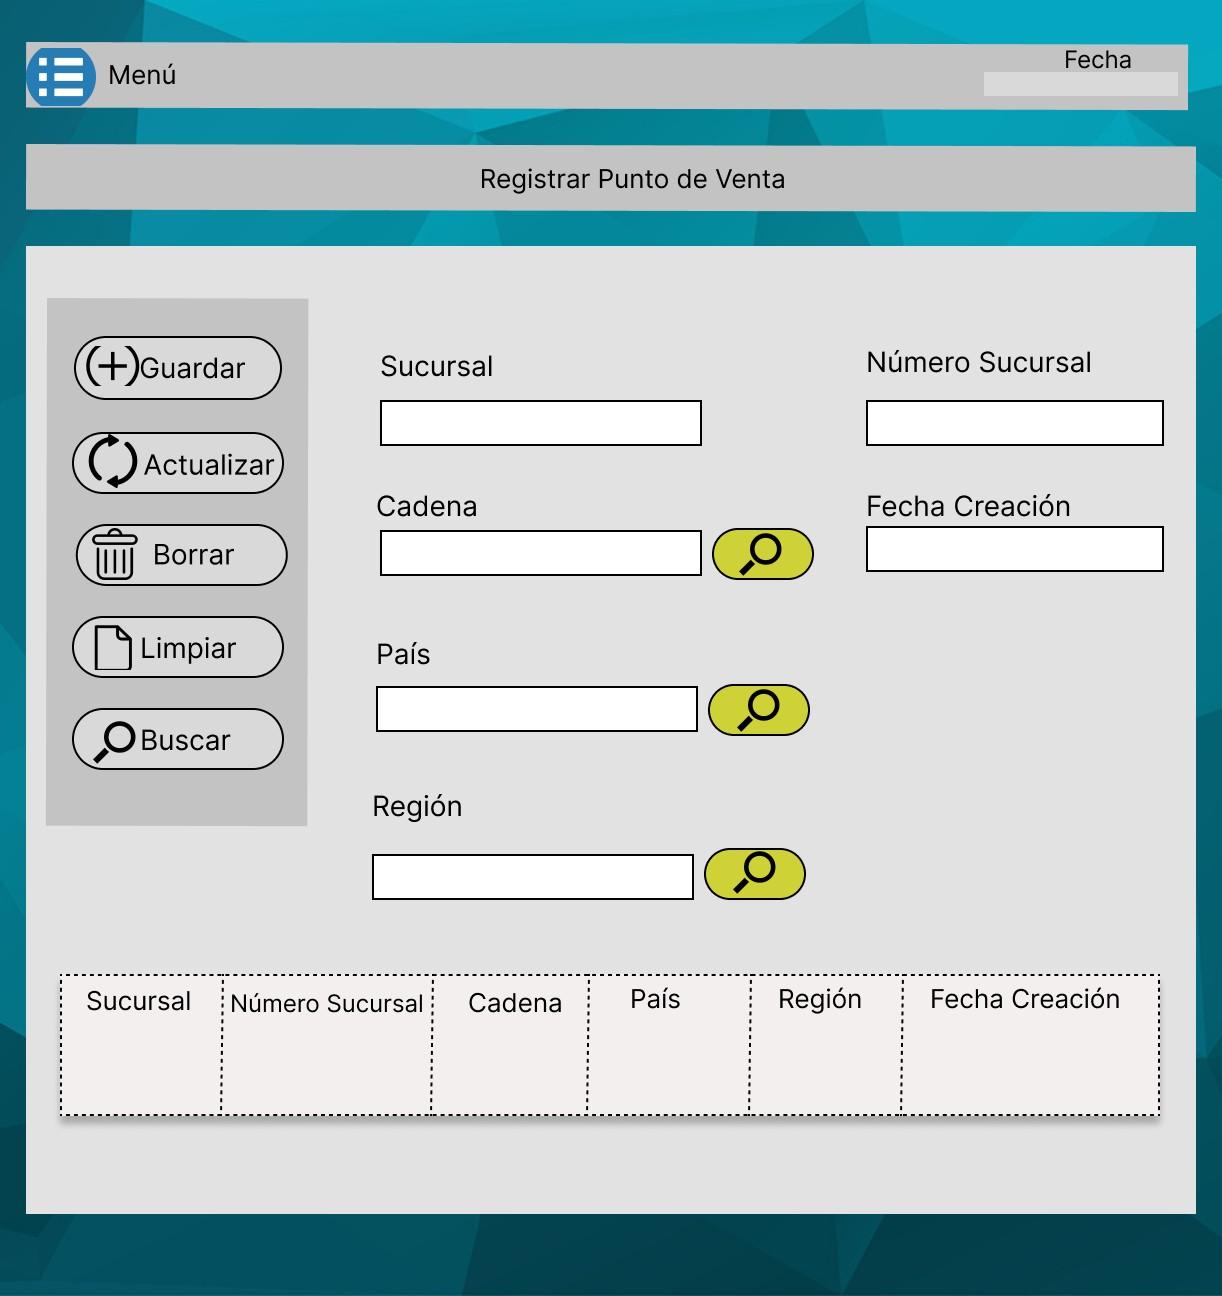 Menú
Fecha
Registrar Punto de Venta
Guardar
Actualizar
Borrar
Limpiar
Buscar
Sucursal
Número Sucursal
Cadena
Fecha Creación
País
Región
Sucursal
Número Sucursal
Cadena
País
Región
Fecha Creación